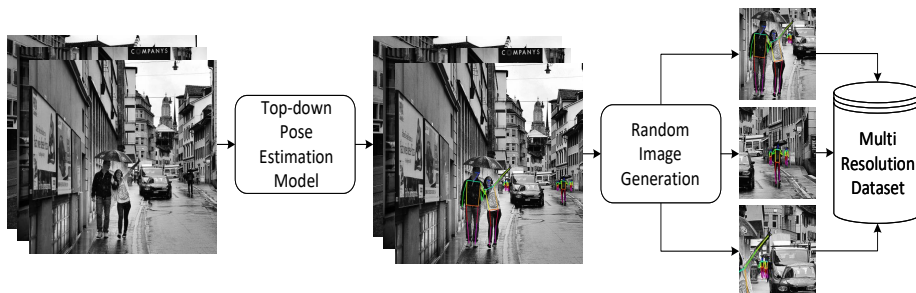 COMPANYS
Top-down
Pose
Estimation
Model
COMPANYS
Random
Image
Generation
Multi
Resolution
Dataset